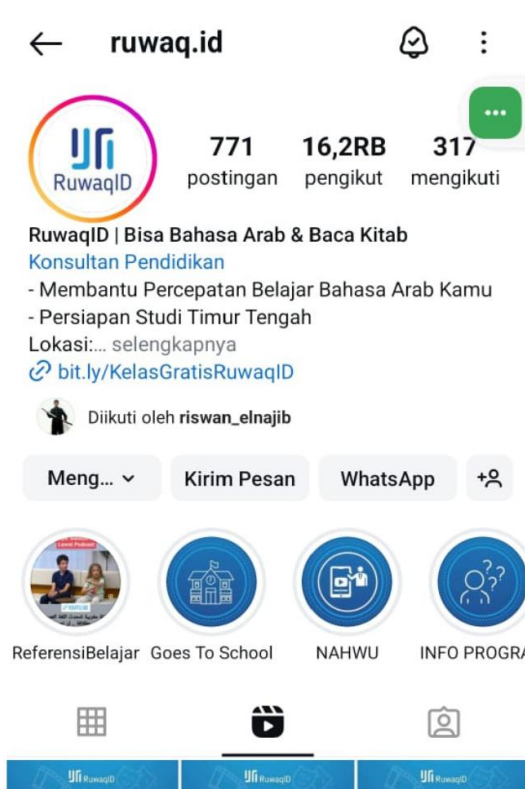 ruwaq.id
RuwaqID
771
postingan
16,2RB
pengikut
317
mengikuti
RuwaqID | Bisa Bahasa Arab & Baca Kitab
Konsultan Pendidikan
- Membantu Percepatan Belajar Bahasa Arab Kamu
- Persiapan Studi Timur Tengah
Lokasi:... selengkapnya
bit.ly/KelasGratisRuwaqID
Diikuti oleh riswan_elnajib
Meng...
Kirim Pesan
WhatsApp
ReferensiBelajar
Goes To School
NAHWU
INFO PROGRA
RuwaqID
RuwaqID
RuwaqID